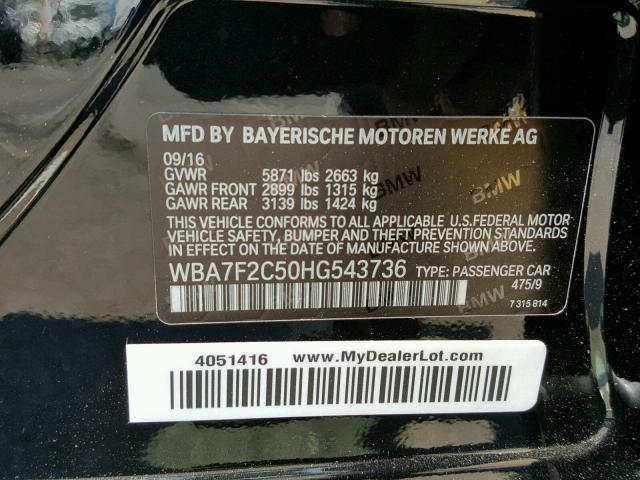 MFD BY BAYERISCHE MOTOREN WERKE AG
09/16
GVWR 5871 lbs 2663 kg
GAWR FRONT 2899 lbs 1315 kg
GAWR REAR 3139 lbs 1424 kg
THIS VEHICLE CONFORMS TO ALL APPLICABLE U.S.FEDERAL MOTOR
VEHICLE SAFETY, BUMPER AND THEFT PREVENTION STANDARDS
IN EFFECT ON THE DATE OF MANUFACTURE SHOWN ABOVE.
WBA7F2C50HG543736 TYPE: PASSENGER CAR
475/9
7 315 814
BMW
BMW
BMW
4051416 www.MyDealerLot.com